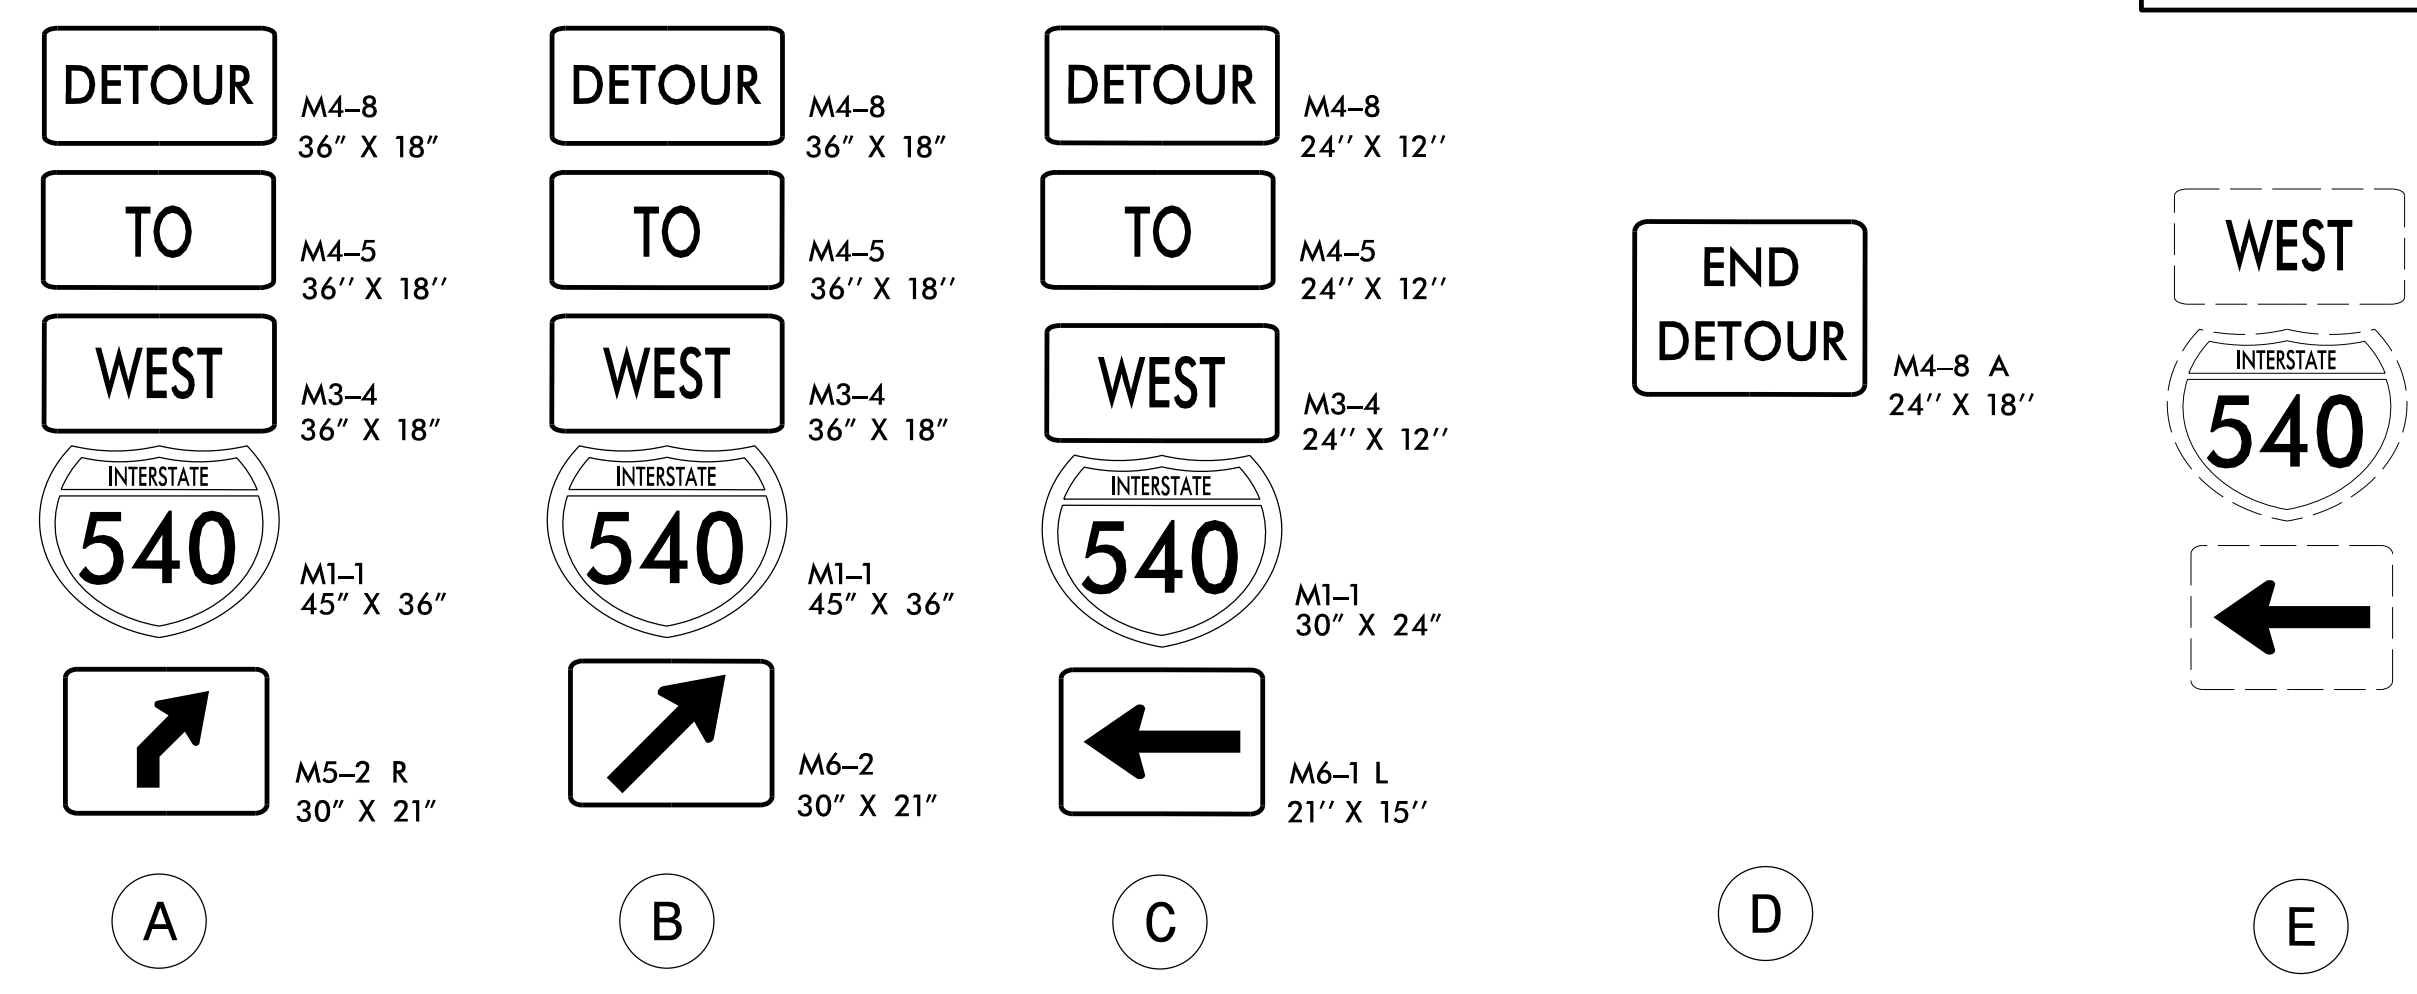 DETOUR
M4–8
36" X 18"
TO
M4–5
36'' X 18''
WEST
M3–4
36" X 18"
INTERSTATE
540
M1–1
45" X 36"
M5–2 R
30" X 21"
A
DETOUR
M4–8
36" X 18"
TO
M4–5
36'' X 18''
WEST
M3–4
36" X 18"
INTERSTATE
540
M1–1
45" X 36"
M6–2
30" X 21"
B
DETOUR
M4–8
24'' X 12''
TO
M4–5
24'' X 12''
WEST
M3–4
24'' X 12''
INTERSTATE
540
M1–1
30" X 24"
M6–1 L
21'' X 15''
C
END
DETOUR
M4–8 A
24'' X 18''
D
WEST
INTERSTATE
540
E